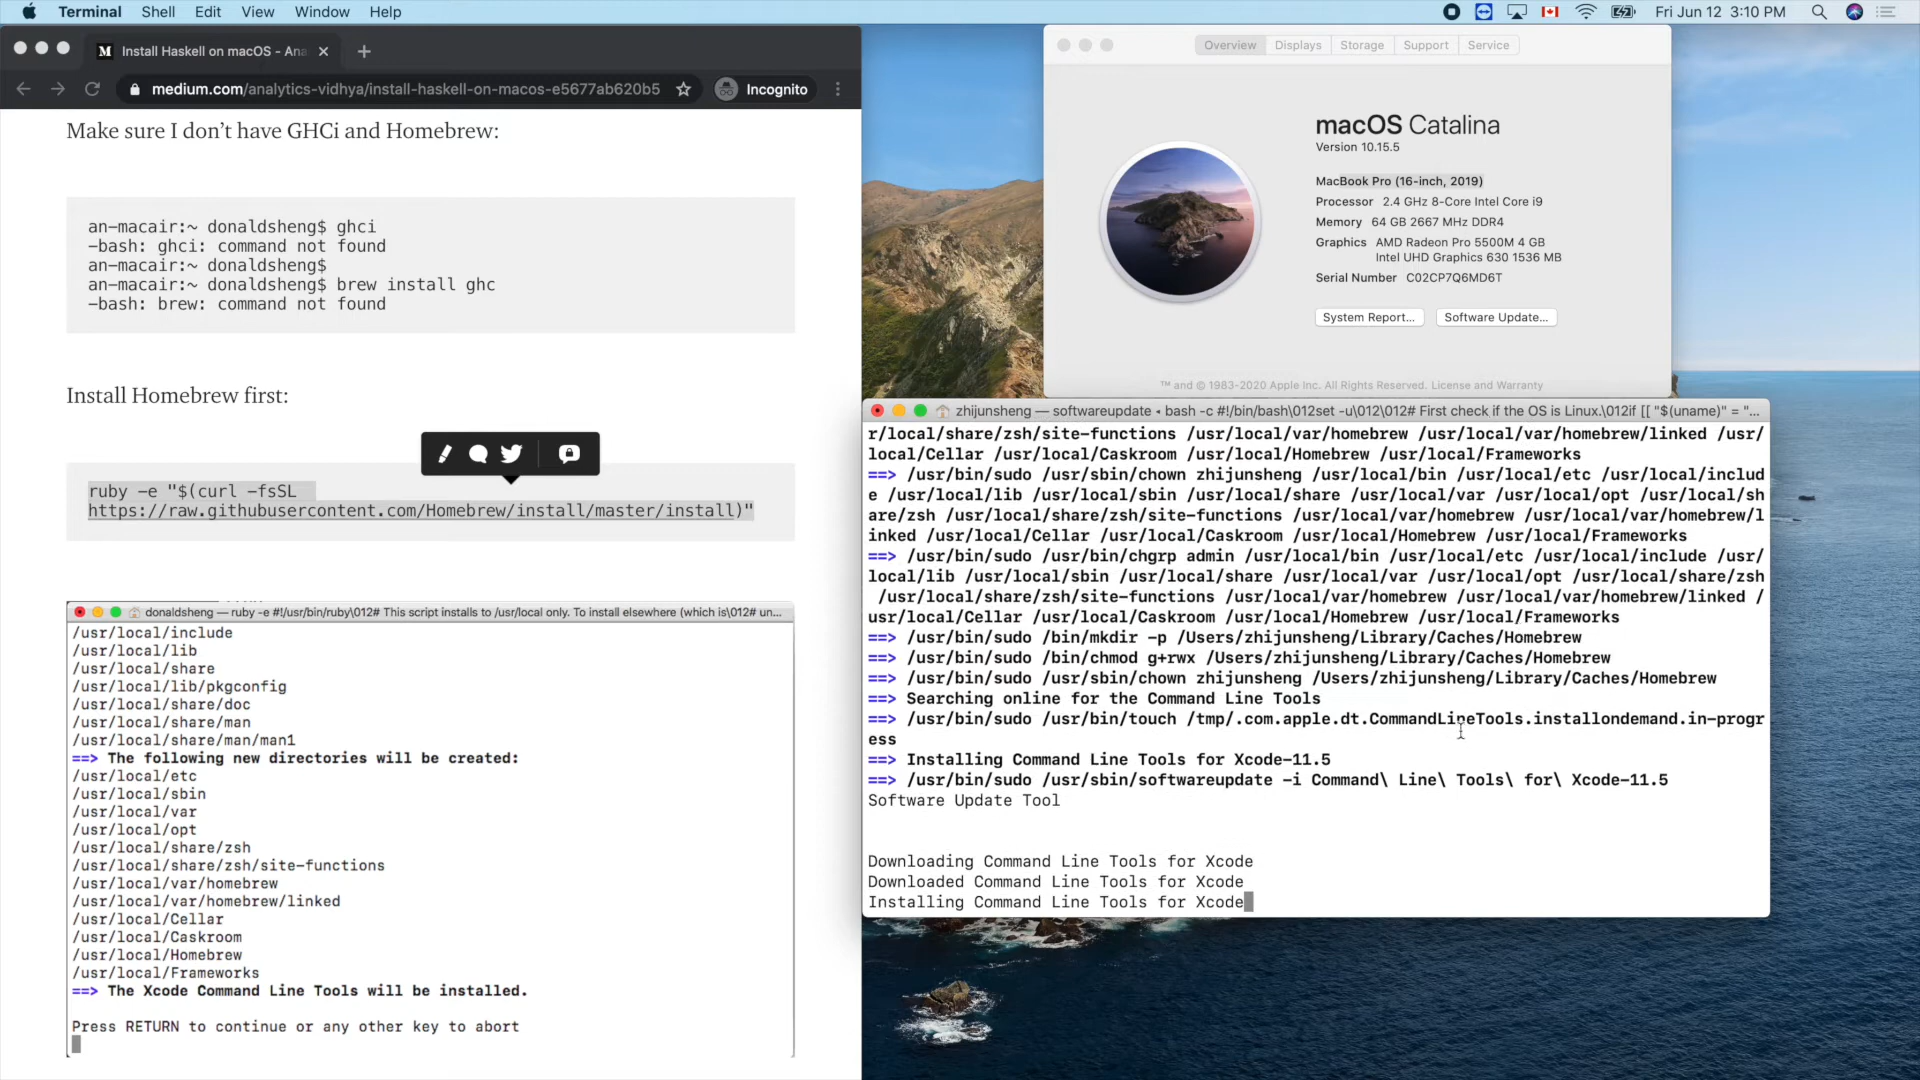 Terminal Shell Edit View Window Help
Fri Jun 12 3:10 PM
M Install Haskell on macOS - Ana
medium.com/analytics-vidhya/install-haskell-on-macos-e5677ab620b5
Incognito
Make sure I don’t have GHCi and Homebrew:
an-macair:~ donaldsheng$ ghci
-bash: ghci: command not found
an-macair:~ donaldsheng$
an-macair:~ donaldsheng$ brew install ghc
-bash: brew: command not found
Install Homebrew first:
ruby -e "$(curl -fsSL
https://raw.githubusercontent.com/Homebrew/install/master/install)"
donaldsheng — ruby -e #!/usr/bin/ruby\012# This script installs to /usr/local only. To install elsewhere (which is\012# un...
/usr/local/include
/usr/local/lib
/usr/local/share
/usr/local/lib/pkgconfig
/usr/local/share/doc
/usr/local/share/man
/usr/local/share/man/man1
==> The following new directories will be created:
/usr/local/etc
/usr/local/sbin
/usr/local/var
/usr/local/opt
/usr/local/share/zsh
/usr/local/share/zsh/site-functions
/usr/local/var/homebrew
/usr/local/var/homebrew/linked
/usr/local/Cellar
/usr/local/Caskroom
/usr/local/Homebrew
/usr/local/Frameworks
==> The Xcode Command Line Tools will be installed.
Press RETURN to continue or any other key to abort
Overview Displays Storage Support Service
macOS Catalina
Version 10.15.5
MacBook Pro (16-inch, 2019)
Processor 2.4 GHz 8-Core Intel Core i9
Memory 64 GB 2667 MHz DDR4
Graphics AMD Radeon Pro 5500M 4 GB
Intel UHD Graphics 630 1536 MB
Serial Number C02CP7Q6MD6T
System Report... Software Update...
™ and © 1983-2020 Apple Inc. All Rights Reserved. License and Warranty
zhijunsheng — softwareupdate ◂ bash -c #!/bin/bash\012set -u\012\012# First check if the OS is Linux.\012if [[ "$(uname)" = "...
r/local/share/zsh/site-functions /usr/local/var/homebrew /usr/local/var/homebrew/linked /usr/
local/Cellar /usr/local/Caskroom /usr/local/Homebrew /usr/local/Frameworks
==> /usr/bin/sudo /usr/sbin/chown zhijunsheng /usr/local/bin /usr/local/etc /usr/local/includ
e /usr/local/lib /usr/local/sbin /usr/local/share /usr/local/var /usr/local/opt /usr/local/sh
are/zsh /usr/local/share/zsh/site-functions /usr/local/var/homebrew /usr/local/var/homebrew/l
inked /usr/local/Cellar /usr/local/Caskroom /usr/local/Homebrew /usr/local/Frameworks
==> /usr/bin/sudo /usr/bin/chgrp admin /usr/local/bin /usr/local/etc /usr/local/include /usr/
local/lib /usr/local/sbin /usr/local/share /usr/local/var /usr/local/opt /usr/local/share/zsh
/usr/local/share/zsh/site-functions /usr/local/var/homebrew /usr/local/var/homebrew/linked /
usr/local/Cellar /usr/local/Caskroom /usr/local/Homebrew /usr/local/Frameworks
==> /usr/bin/sudo /bin/mkdir -p /Users/zhijunsheng/Library/Caches/Homebrew
==> /usr/bin/sudo /bin/chmod g+rwx /Users/zhijunsheng/Library/Caches/Homebrew
==> /usr/bin/sudo /usr/sbin/chown zhijunsheng /Users/zhijunsheng/Library/Caches/Homebrew
==> Searching online for the Command Line Tools
==> /usr/bin/sudo /usr/bin/touch /tmp/.com.apple.dt.CommandLineTools.installondemand.in-progr
ess
==> Installing Command Line Tools for Xcode-11.5
==> /usr/bin/sudo /usr/sbin/softwareupdate -i Command\ Line\ Tools\ for\ Xcode-11.5
Software Update Tool
Downloading Command Line Tools for Xcode
Downloaded Command Line Tools for Xcode
Installing Command Line Tools for Xcode